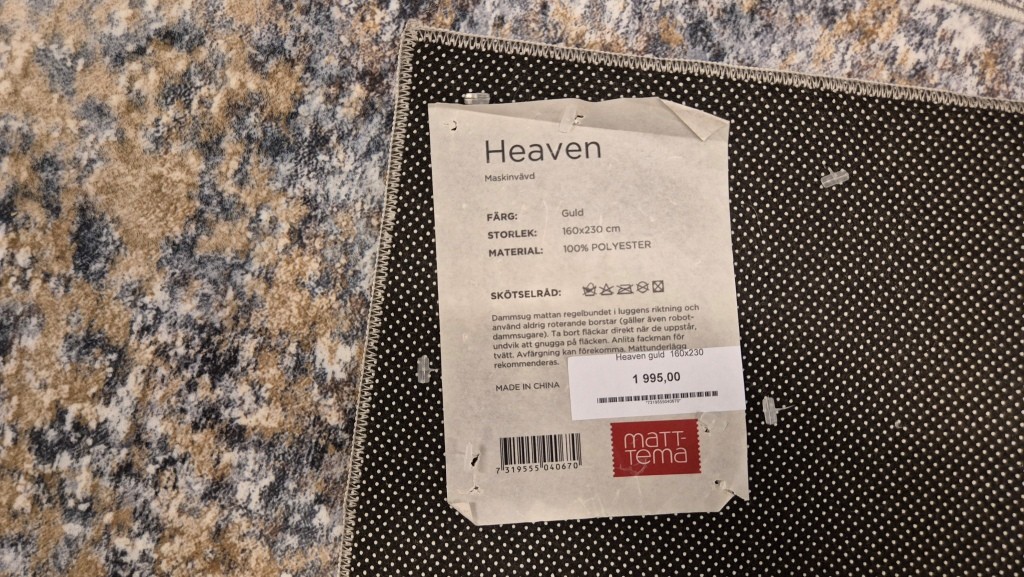 Heaven
Maskinvävd
FÄRG: Guld
STORLEK: 160x230 cm
MATERIAL: 100% POLYESTER
SKÖTSELRÅD:
Dammsug mattan regelbundet i luggens riktning och
använd aldrig roterande borstar (gäller även robot-
dammsugare). Ta bort fläckar direkt när de uppstår,
undvik att gnugga på fläcken. Anlita fackman för
tvätt. Avfärgning kan förekomma. Mattunderlägg
rekommenderas.
Heaven guld 160x230
1 995,00
*7319555040670*
MADE IN CHINA
7 319555 040670
MATT-
TEMA